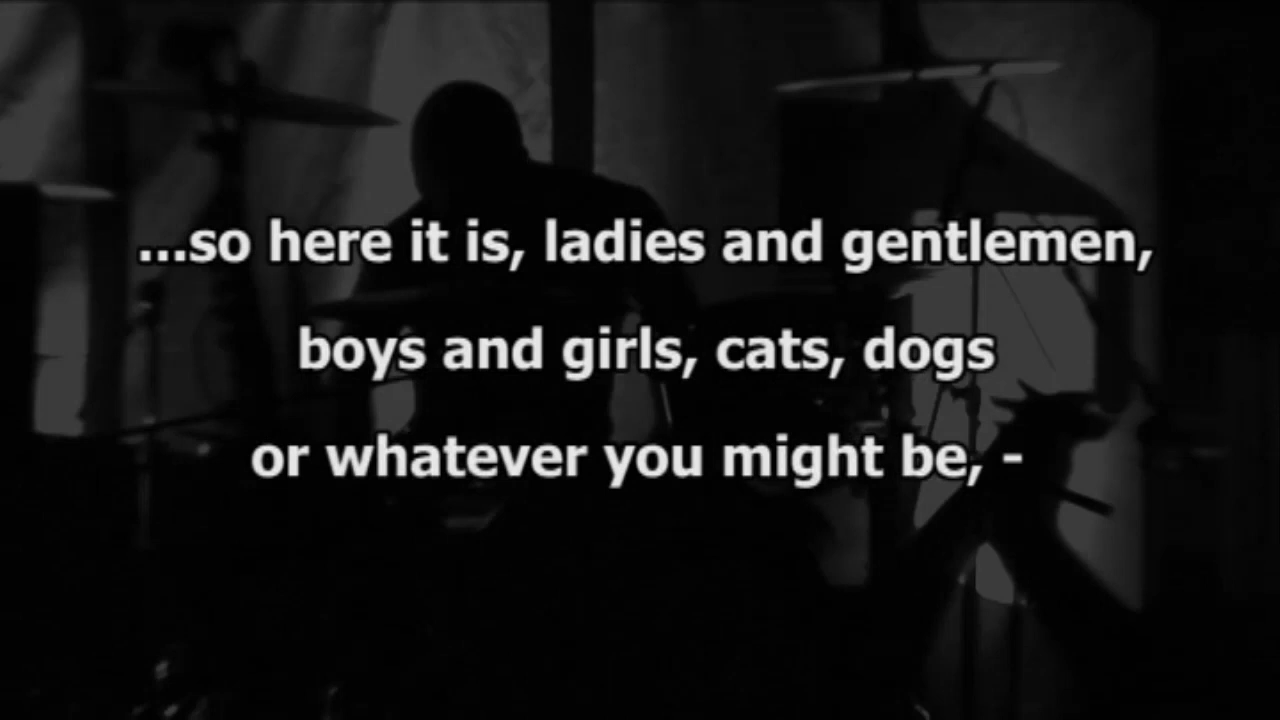 ...so here it is, ladies and gentlemen,
boys and girls, cats, dogs
or whatever you might be, -